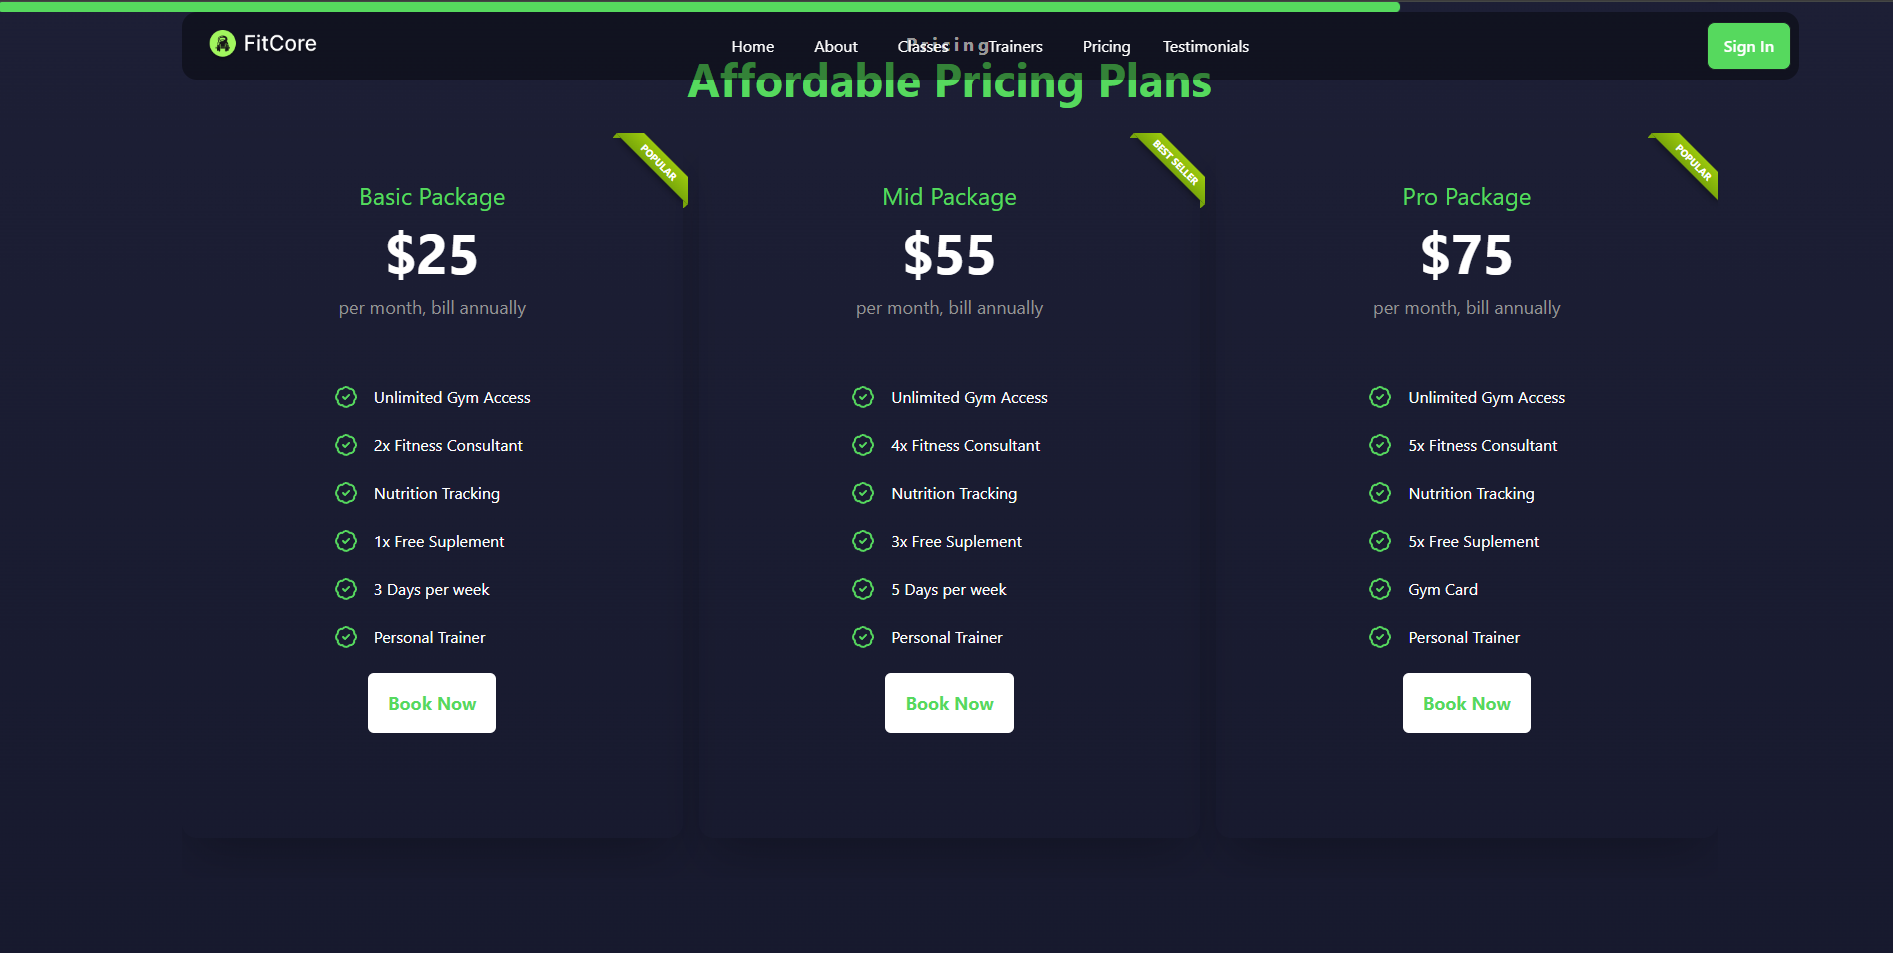 FitCore
Home About Classes Trainers Pricing Testimonials
Sign In
Pricing
Affordable Pricing Plans
POPULAR
Basic Package
$25
per month, bill annually
Unlimited Gym Access
2x Fitness Consultant
Nutrition Tracking
1x Free Suplement
3 Days per week
Personal Trainer
Book Now
BEST SELLER
Mid Package
$55
per month, bill annually
Unlimited Gym Access
4x Fitness Consultant
Nutrition Tracking
3x Free Suplement
5 Days per week
Personal Trainer
Book Now
POPULAR
Pro Package
$75
per month, bill annually
Unlimited Gym Access
5x Fitness Consultant
Nutrition Tracking
5x Free Suplement
Gym Card
Personal Trainer
Book Now